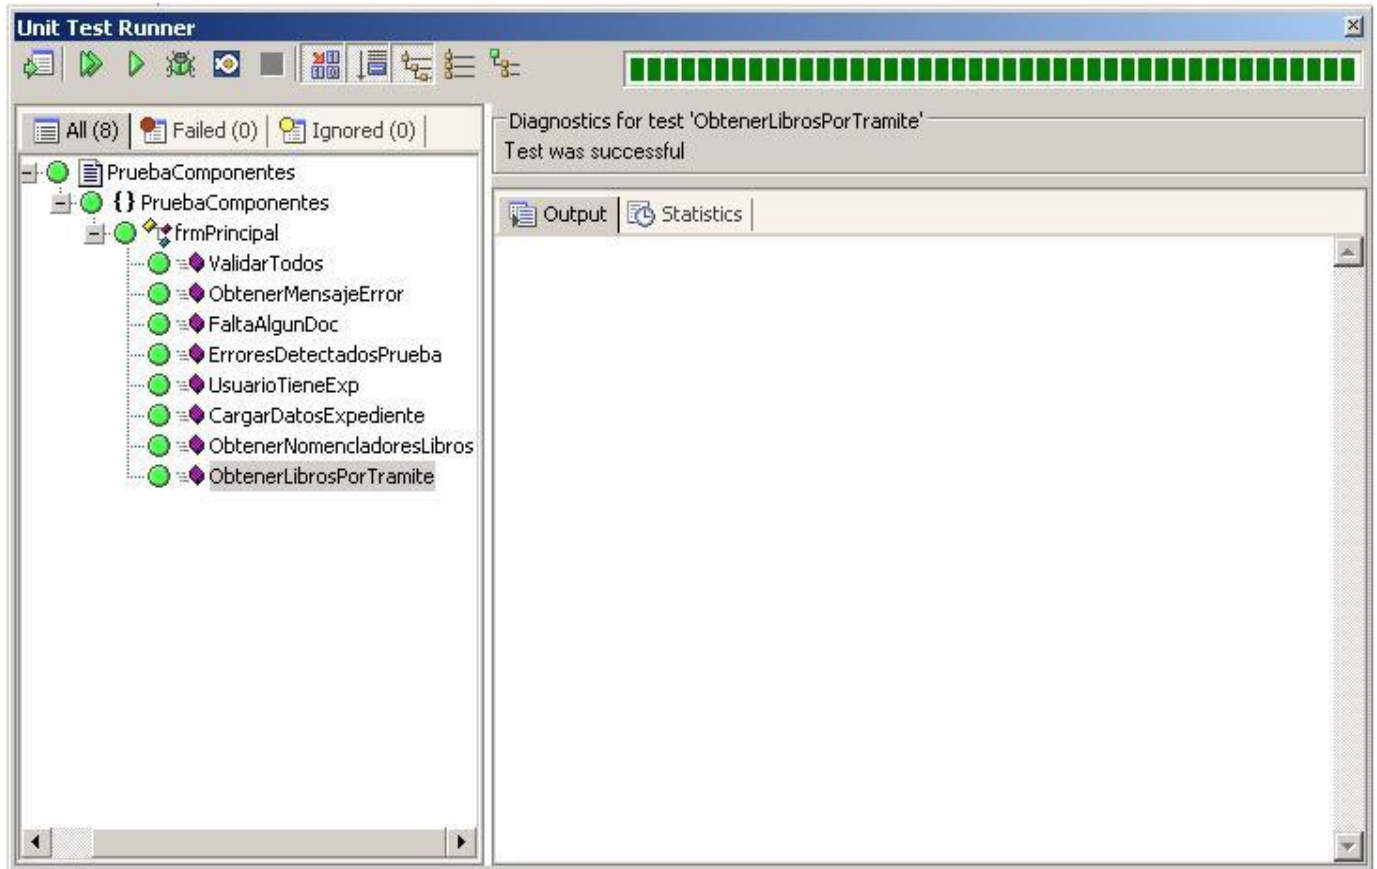 Unit Test Runner
All (8) Failed (0) Ignored (0)
PruebaComponentes
{} PruebaComponentes
frmPrincipal
ValidarTodos
ObtenerMensajeError
FaltaAlgunDoc
ErroresDetectadosPrueba
UsuarioTieneExp
CargarDatosExpediente
ObtenerNomencladoresLibros
ObtenerLibrosPorTramite
Diagnostics for test 'ObtenerLibrosPorTramite'
Test was successful
Output Statistics